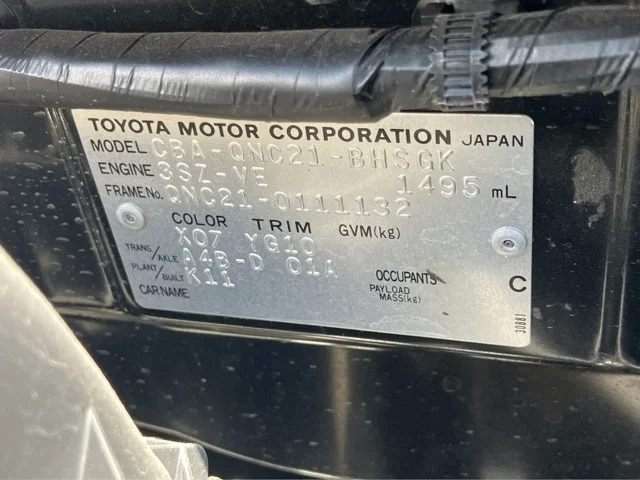 TOYOTA MOTOR CORPORATION JAPAN
MODEL CBA-QNC21-BHSGK
ENGINE 3SZ-VE 1495 mL
FRAME No. QNC21-0111132
COLOR TRIM GVM(kg)
X07 YG10
TRANS/AXLE A4B-D 01A
PLANT/BUILT K11 OCCUPANTS C
CAR NAME PAYLOAD MASS(kg)
30881